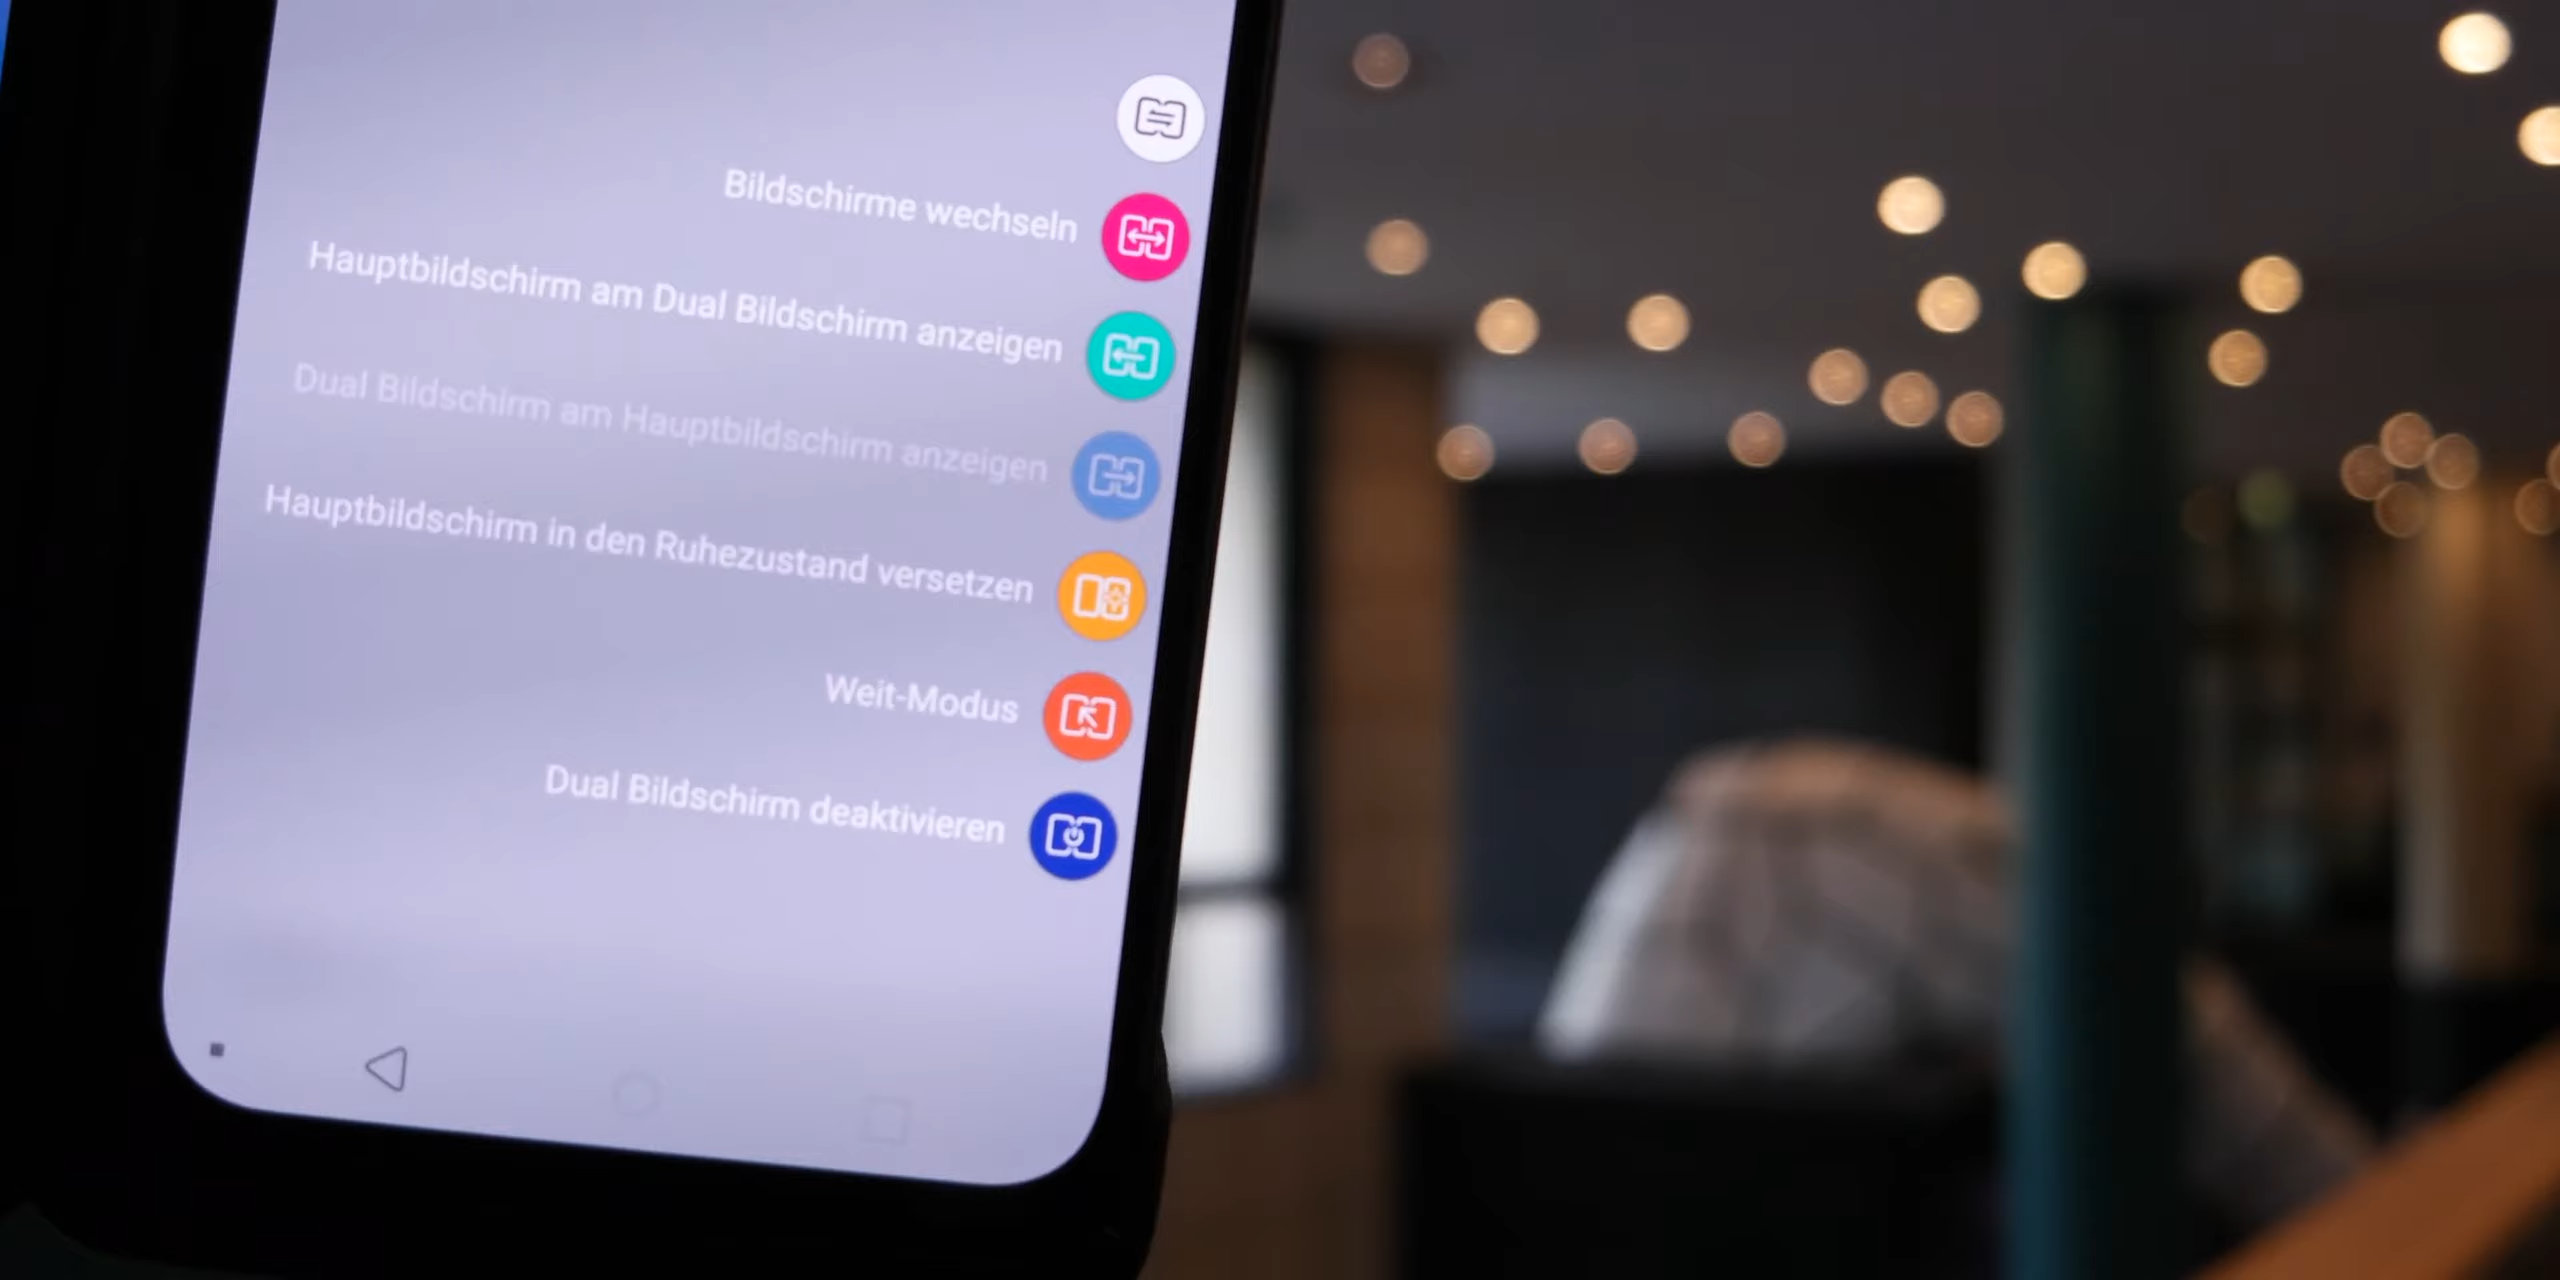 Bildschirme wechseln
Hauptbildschirm am Dual Bildschirm anzeigen
Dual Bildschirm am Hauptbildschirm anzeigen
Hauptbildschirm in den Ruhezustand versetzen
Weit-Modus
Dual Bildschirm deaktivieren